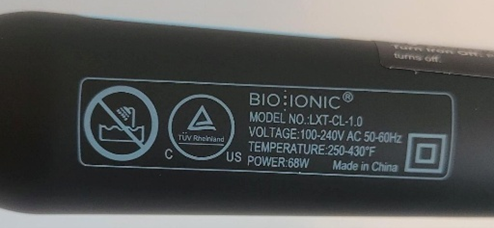 Turn Iron Off:
turns off.
BIO:IONIC®
MODEL NO.:LXT-CL-1.0
VOLTAGE:100-240V AC 50-60Hz
TEMPERATURE:250-430°F
POWER:68W Made in China
TÜV Rheinland
C US